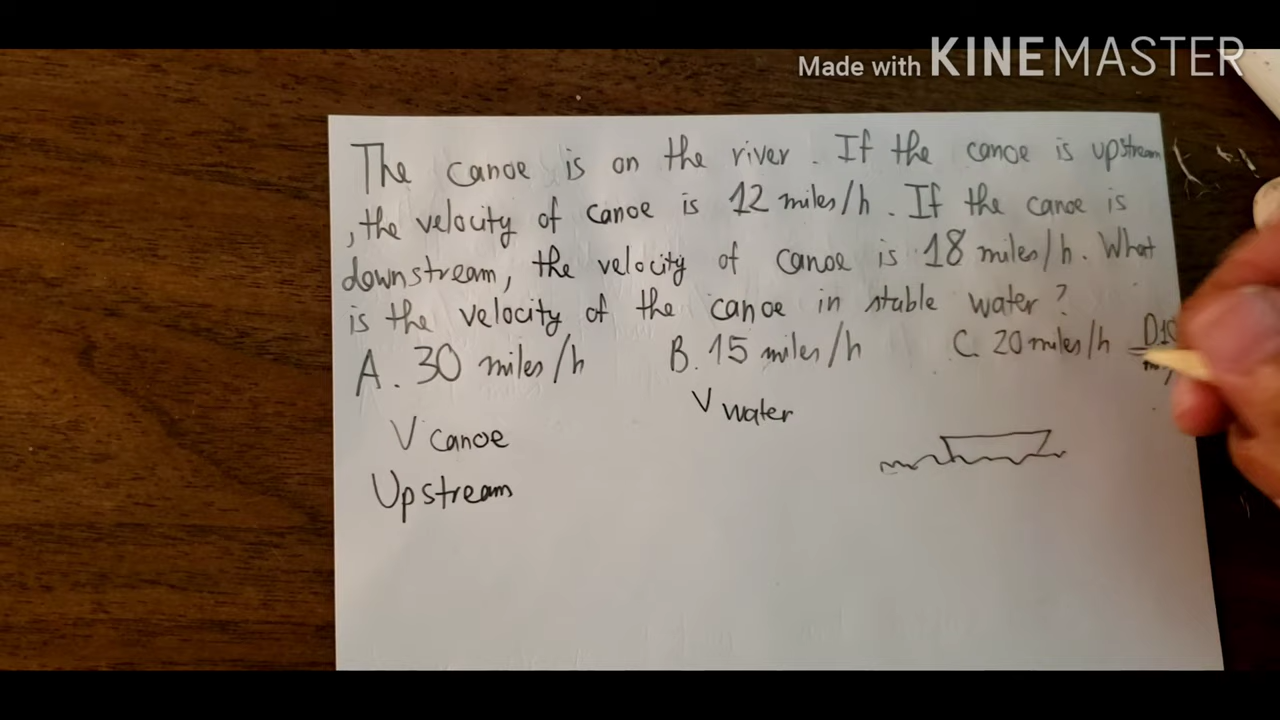 Made with KINEMASTER
The canoe is on the river. If the canoe is upstream
, the velocity of canoe is 12 miles/h. If the canoe is
downstream, the velocity of canoe is 18 miles/h. What
is the velocity of the canoe in stable water?
A. 30 miles/h B. 15 miles/h C. 20 miles/h
V canoe V water
Upstream